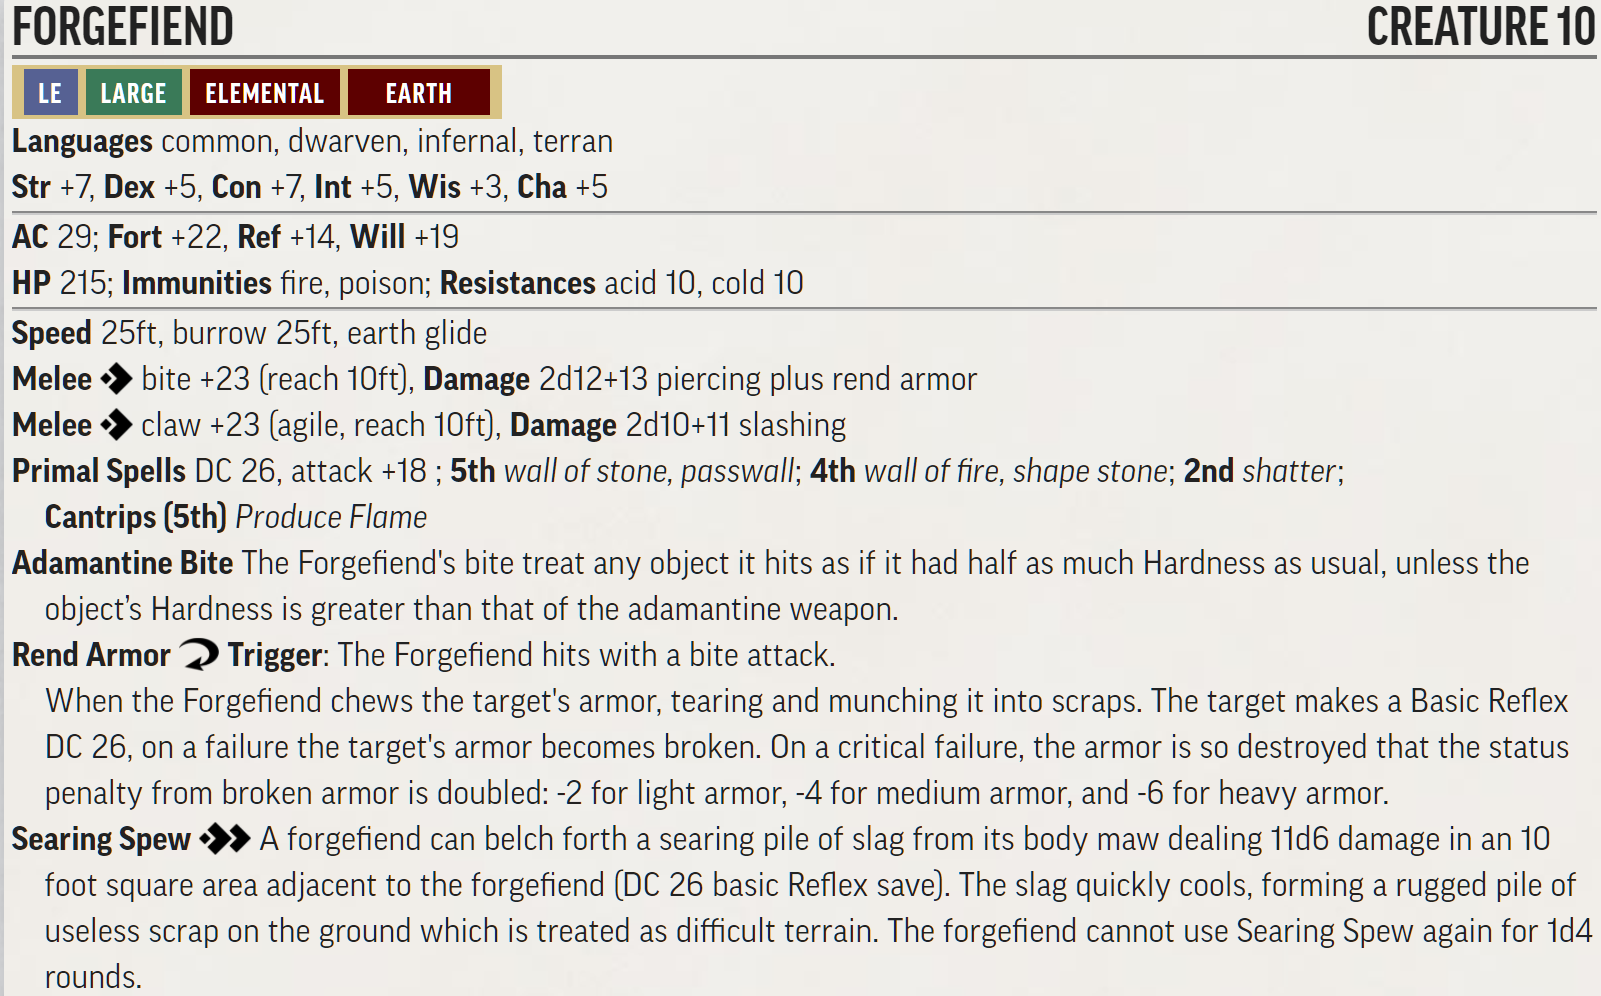 FORGEFIEND CREATURE 10
LE LARGE ELEMENTAL EARTH
Languages common, dwarven, infernal, terran
Str +7, Dex +5, Con +7, Int +5, Wis +3, Cha +5
AC 29; Fort +22, Ref +14, Will +19
HP 215; Immunities fire, poison; Resistances acid 10, cold 10
Speed 25ft, burrow 25ft, earth glide
Melee bite +23 (reach 10ft), Damage 2d12+13 piercing plus rend armor
Melee claw +23 (agile, reach 10ft), Damage 2d10+11 slashing
Primal Spells DC 26, attack +18 ; 5th wall of stone, passwall; 4th wall of fire, shape stone; 2nd shatter;
Cantrips (5th) Produce Flame
Adamantine Bite The Forgefiend's bite treat any object it hits as if it had half as much Hardness as usual, unless the
object’s Hardness is greater than that of the adamantine weapon.
Rend Armor Trigger: The Forgefiend hits with a bite attack.
When the Forgefiend chews the target's armor, tearing and munching it into scraps. The target makes a Basic Reflex
DC 26, on a failure the target's armor becomes broken. On a critical failure, the armor is so destroyed that the status
penalty from broken armor is doubled: -2 for light armor, -4 for medium armor, and -6 for heavy armor.
Searing Spew A forgefiend can belch forth a searing pile of slag from its body maw dealing 11d6 damage in an 10
foot square area adjacent to the forgefiend (DC 26 basic Reflex save). The slag quickly cools, forming a rugged pile of
useless scrap on the ground which is treated as difficult terrain. The forgefiend cannot use Searing Spew again for 1d4
rounds.